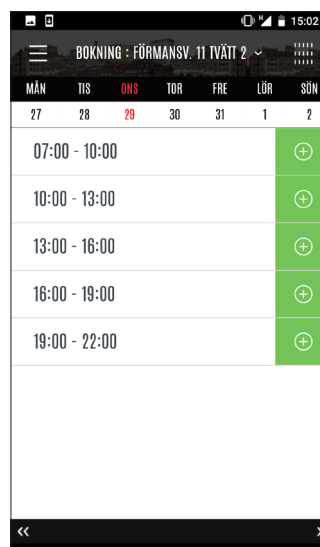 15:02
BOKNING : FÖRMANSV. 11 TVÄTT 2
MÅN TIS ONS TOR FRE LÖR SÖN
27 28 29 30 31 1 2
07:00 - 10:00
10:00 - 13:00
13:00 - 16:00
16:00 - 19:00
19:00 - 22:00